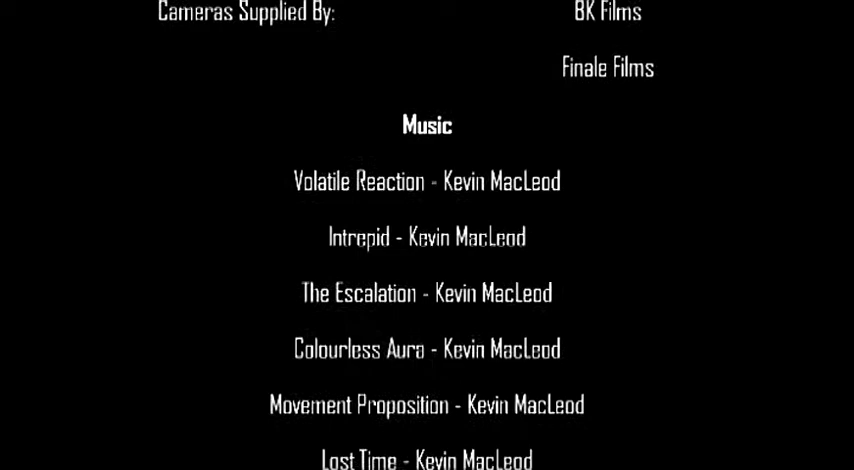 Cameras Supplied By: BK Films
Finale Films
Music
Volatile Reaction - Kevin MacLeod
Intrepid - Kevin MacLeod
The Escalation - Kevin MacLeod
Colourless Aura - Kevin MacLeod
Movement Proposition - Kevin MacLeod
Lost Time - Kevin MacLeod